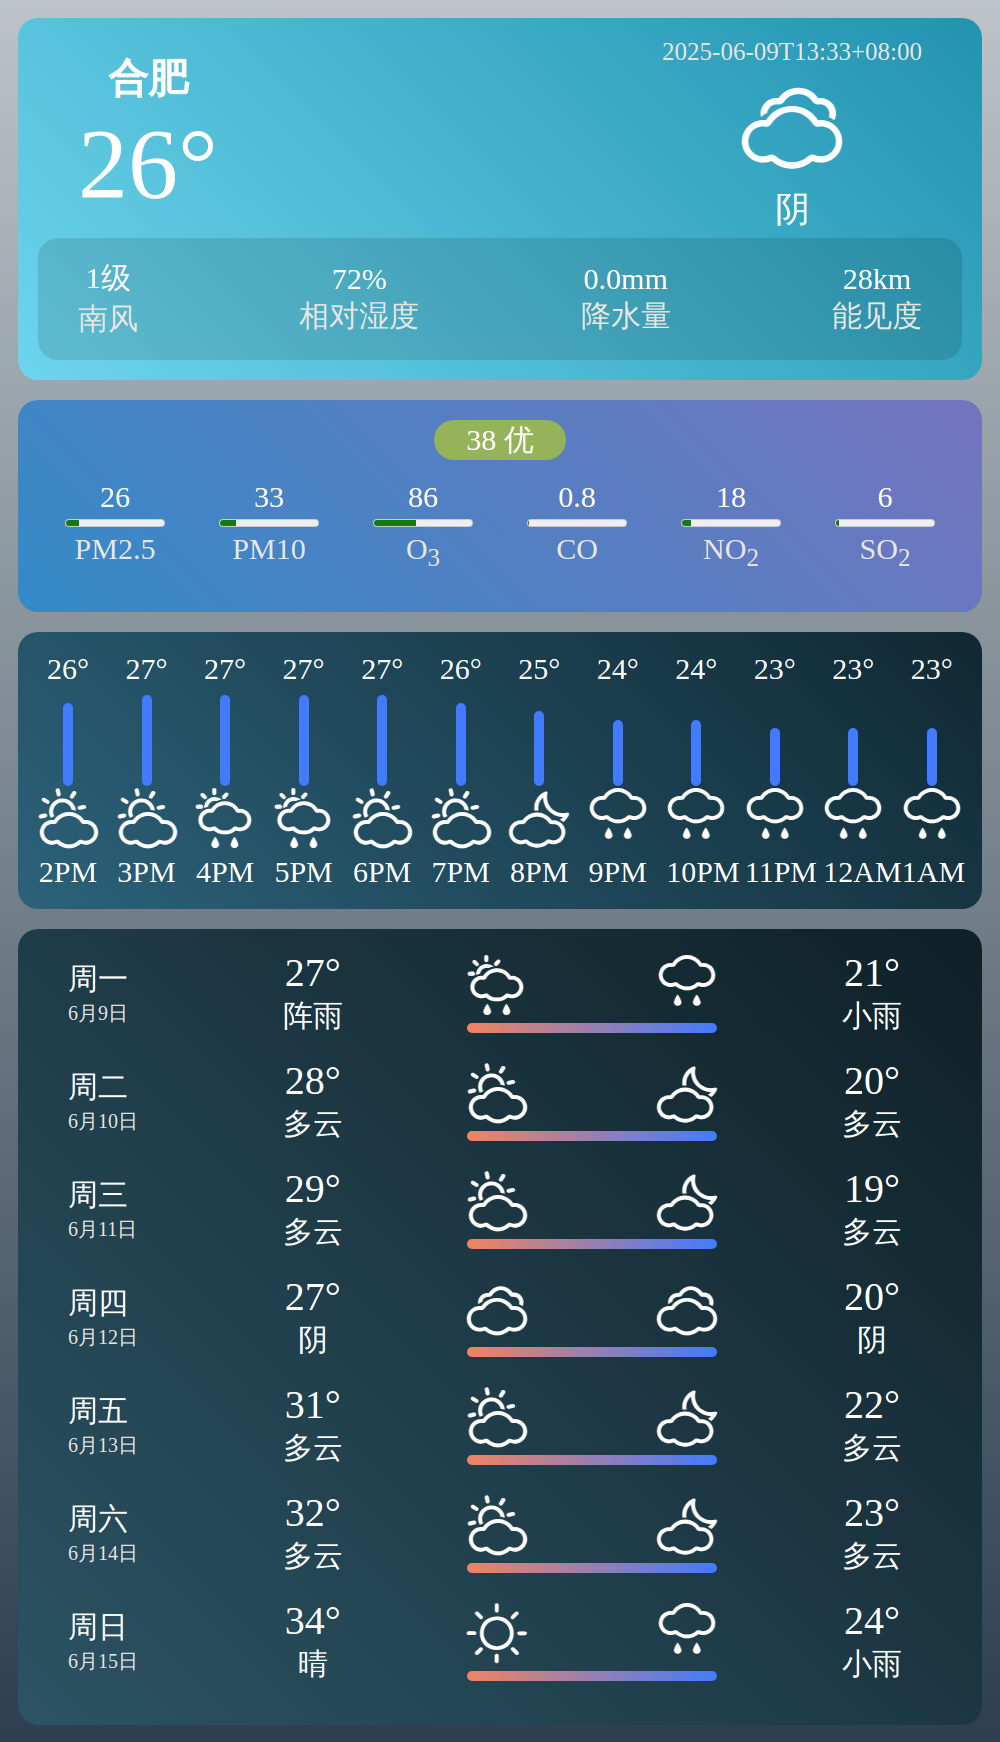 合肥
2025-06-09T13:33+08:00
26°
阴
1级 72% 0.0mm 28km
南风 相对湿度 降水量 能见度
38 优
26 33 86 0.8 18 6
PM2.5 PM10 O3 CO NO2 SO2
26° 27° 27° 27° 27° 26° 25° 24° 24° 23° 23° 23°
2PM 3PM 4PM 5PM 6PM 7PM 8PM 9PM 10PM 11PM 12AM 1AM
周一 27° 21°
6月9日 阵雨 小雨
周二 28° 20°
6月10日 多云 多云
周三 29° 19°
6月11日 多云 多云
周四 27° 20°
6月12日 阴 阴
周五 31° 22°
6月13日 多云 多云
周六 32° 23°
6月14日 多云 多云
周日 34° 24°
6月15日 晴 小雨